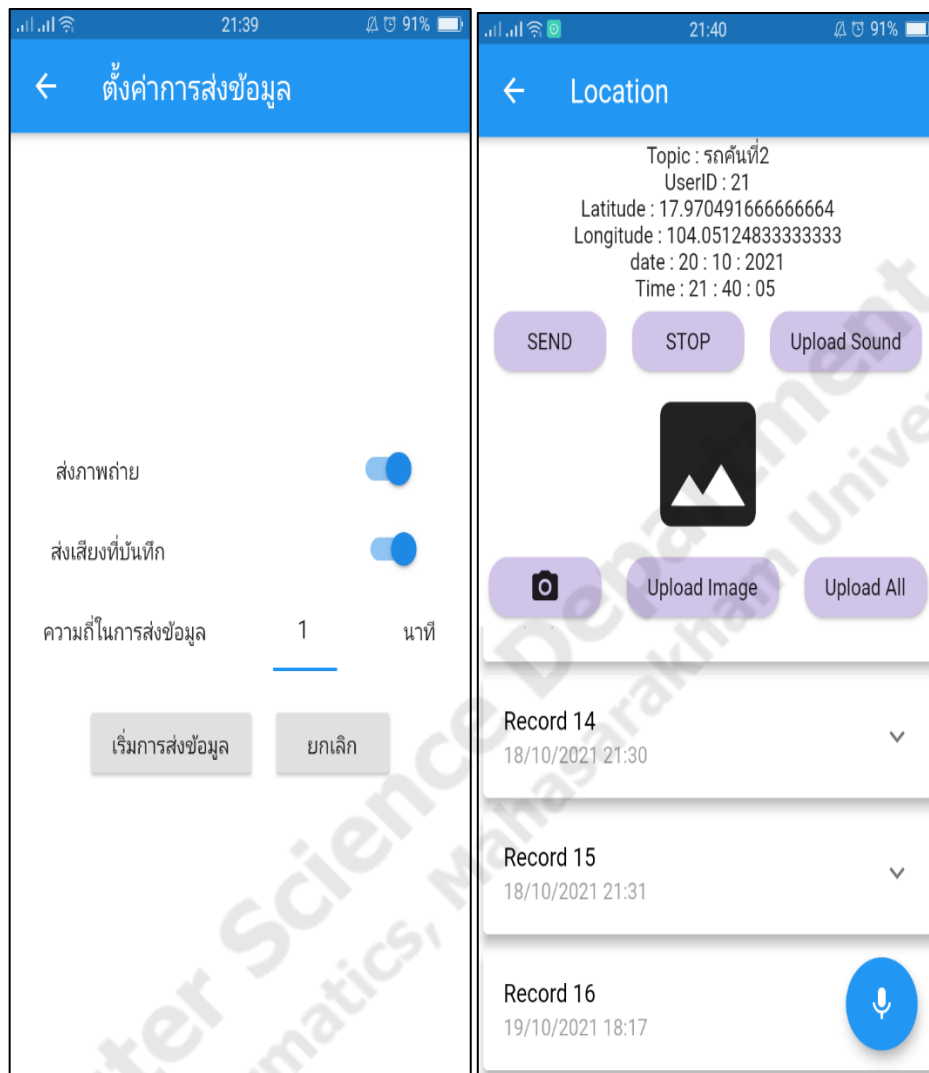 21:39
91%
ตั้งค่าการส่งข้อมูล
ส่งภาพถ่าย
ส่งเสียงที่บันทึก
ความถี่ในการส่งข้อมูล 1 นาที
เริ่มการส่งข้อมูล ยกเลิก
21:40
91%
Location
Topic : รถคันที่2
UserID : 21
Latitude : 17.970491666666664
Longitude : 104.05124833333333
date : 20 : 10 : 2021
Time : 21 : 40 : 05
SEND STOP Upload Sound
Upload Image Upload All
Record 14
18/10/2021 21:30
Record 15
18/10/2021 21:31
Record 16
19/10/2021 18:17
Science Department
Mahasarakham